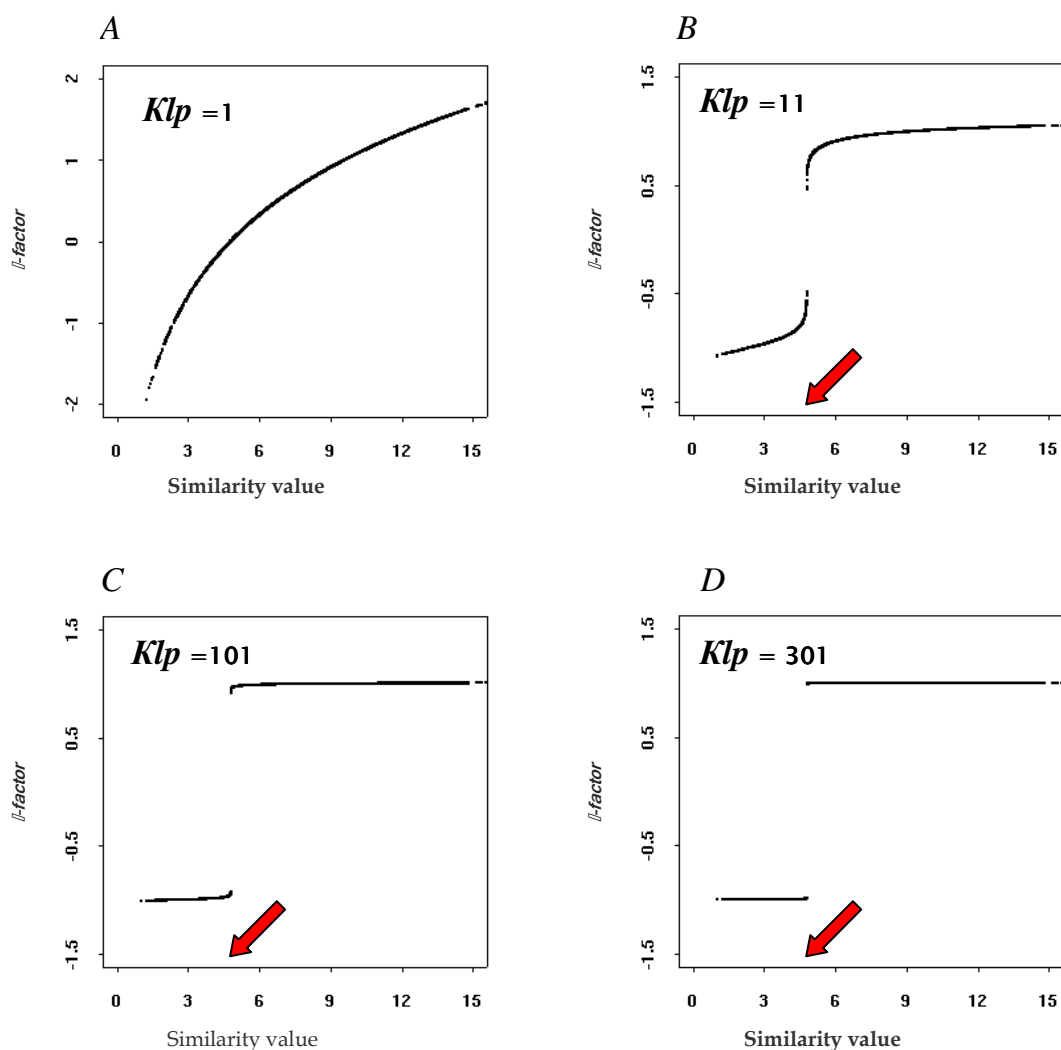 A
B
2
1
0
-1
-2
Klp =1
0 3 6 9 12 15
Similarity value
-factor
1.5
0.5
-0.5
-1.5
Klp =11
0 3 6 9 12 15
Similarity value
-factor
C
D
1.5
0.5
-0.5
-1.5
Klp =101
0 3 6 9 12 15
Similarity value
-factor
1.5
0.5
-0.5
-1.5
Klp = 301
0 3 6 9 12 15
Similarity value
-factor